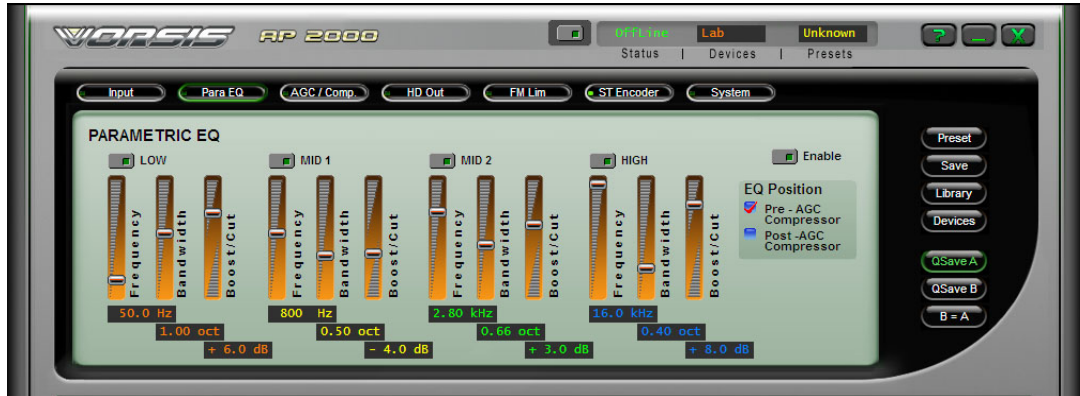 VORSIS AP 2000
OffLine Lab Unknown
Status | Devices | Presets
? _ X
Input Para EQ AGC / Comp. HD Out FM Lim ST Encoder System
PARAMETRIC EQ
LOW MID 1 MID 2 HIGH Enable
Frequency Bandwidth Boost/Cut Frequency Bandwidth Boost/Cut Frequency Bandwidth Boost/Cut Frequency Bandwidth Boost/Cut
EQ Position
Pre - AGC
Compressor
Post -AGC
Compressor
50.0 Hz 800 Hz 2.80 kHz 16.0 kHz
1.00 oct 0.50 oct 0.66 oct 0.40 oct
+ 6.0 dB - 4.0 dB + 3.0 dB + 8.0 dB
Preset
Save
Library
Devices
QSave A
QSave B
B = A